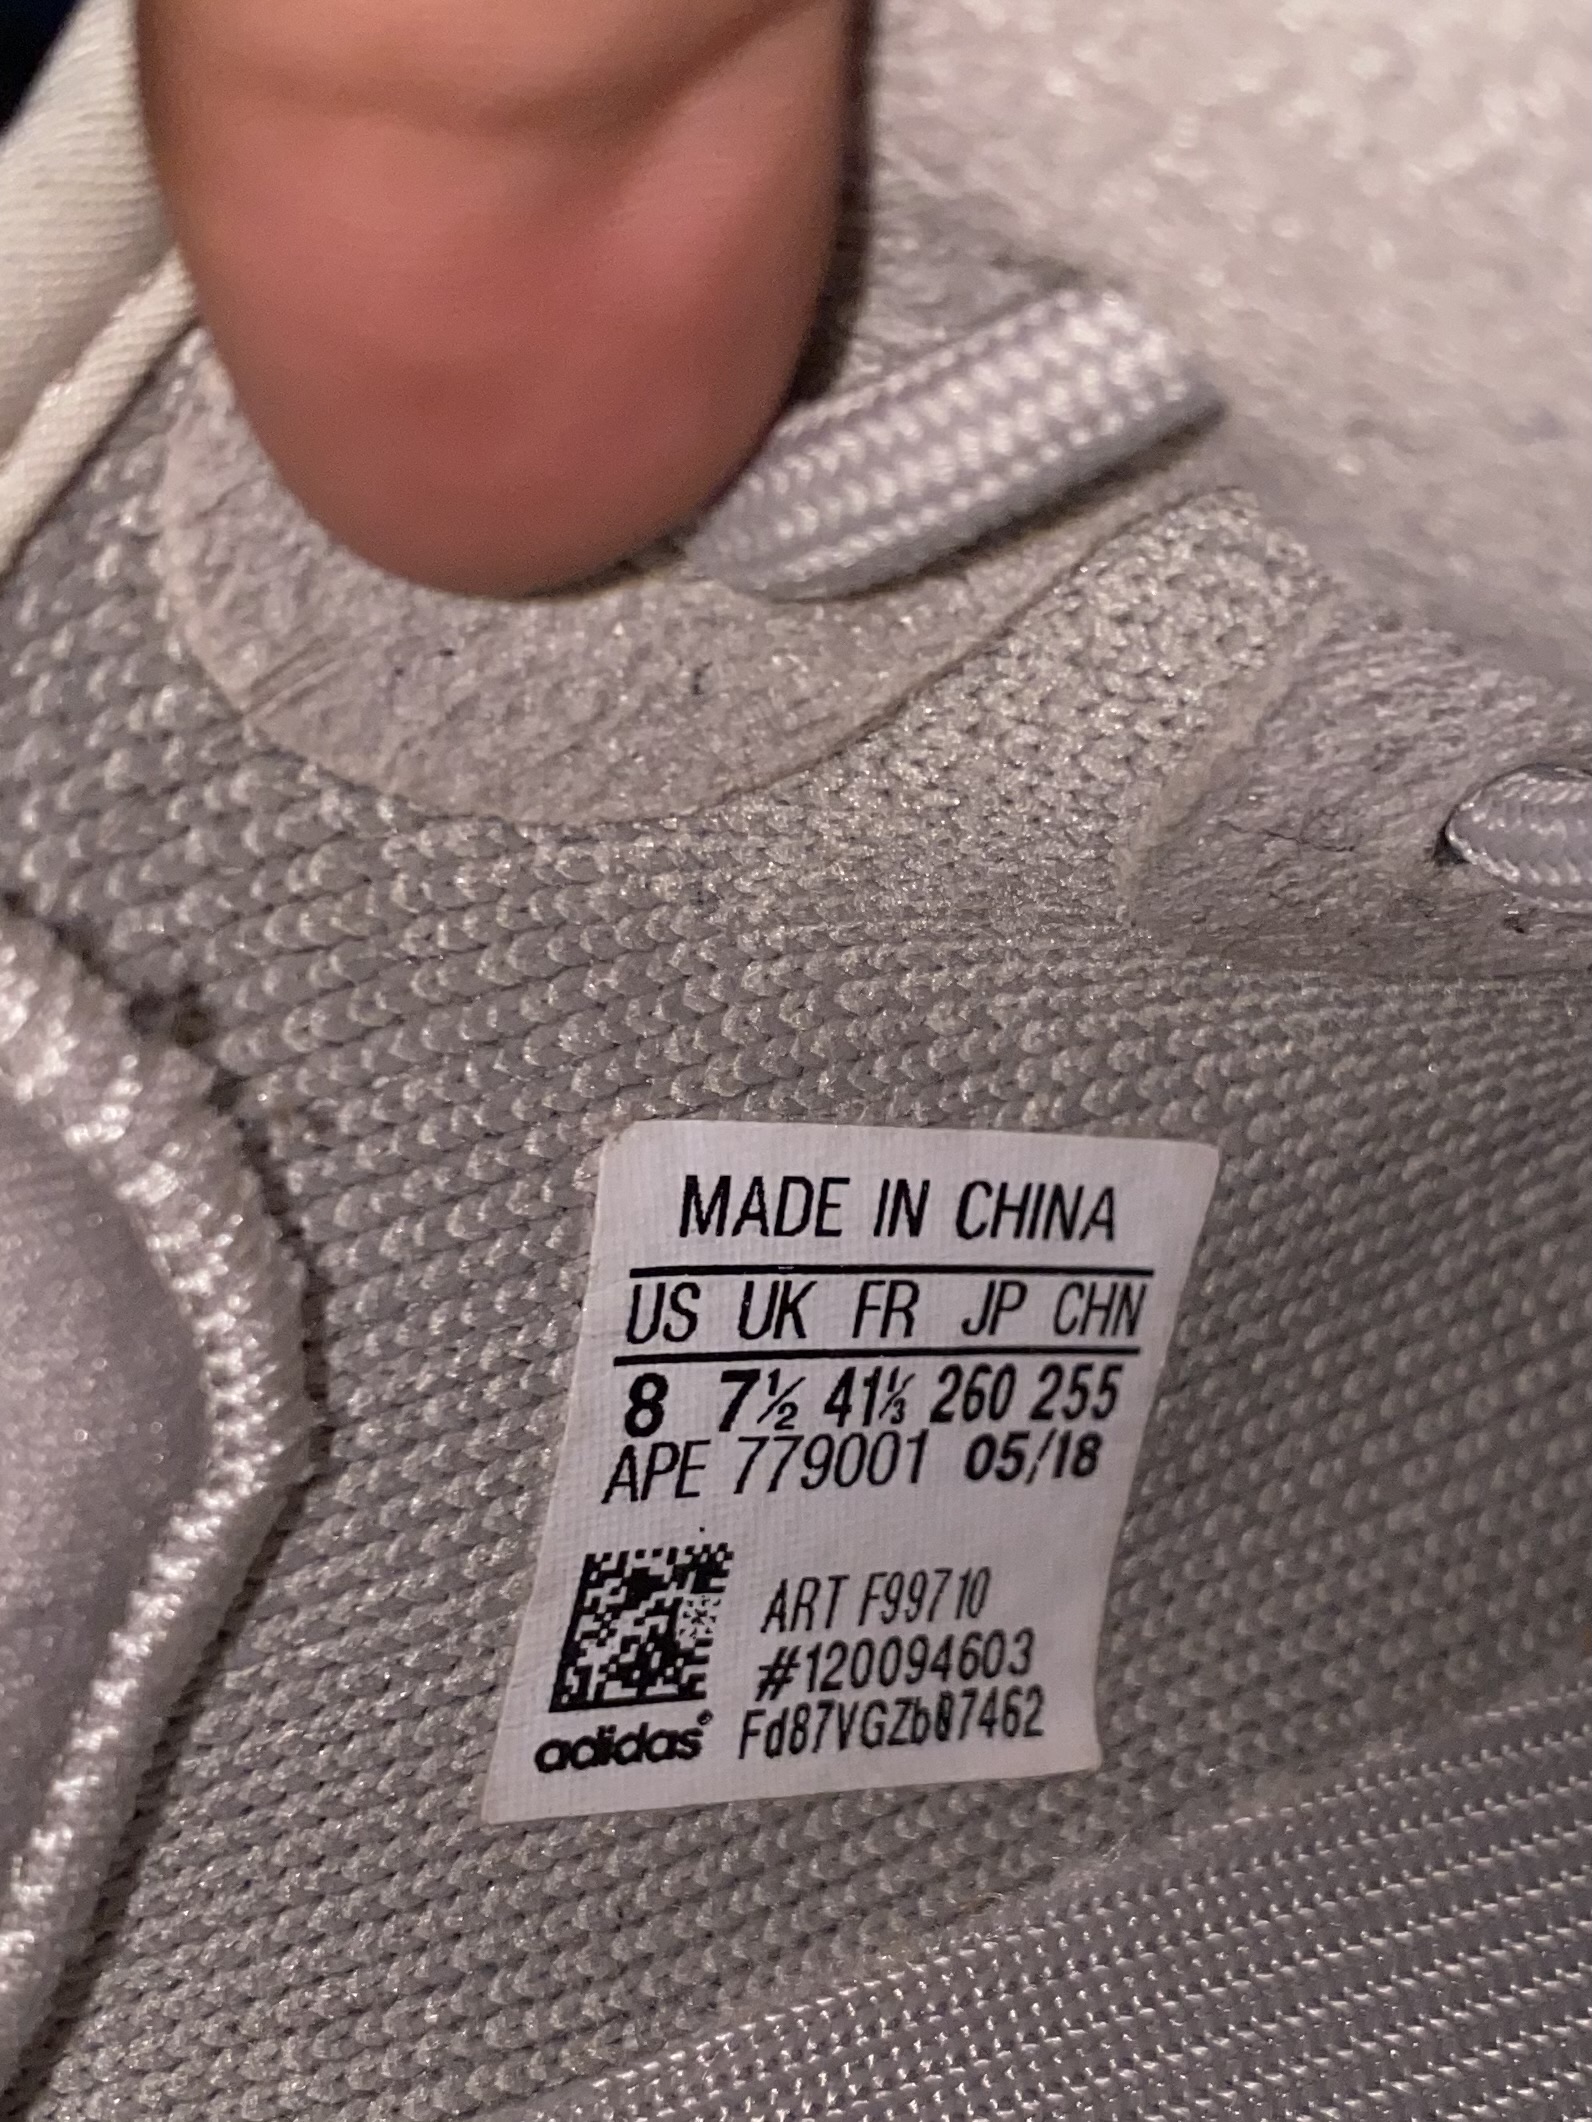 MADE IN CHINA
US UK FR JP CHN
8 7½ 41⅓ 260 255
APE 779001 05/18
ART F99710
#120094603
adidas® Fd87VGZb07462